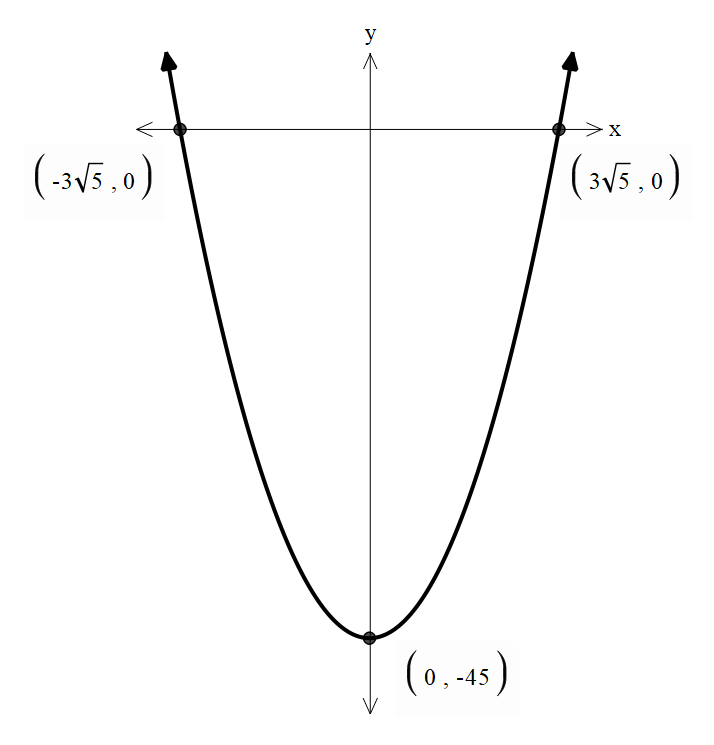 y
x
(-3√5 , 0)
(3√5 , 0)
(0 , -45)